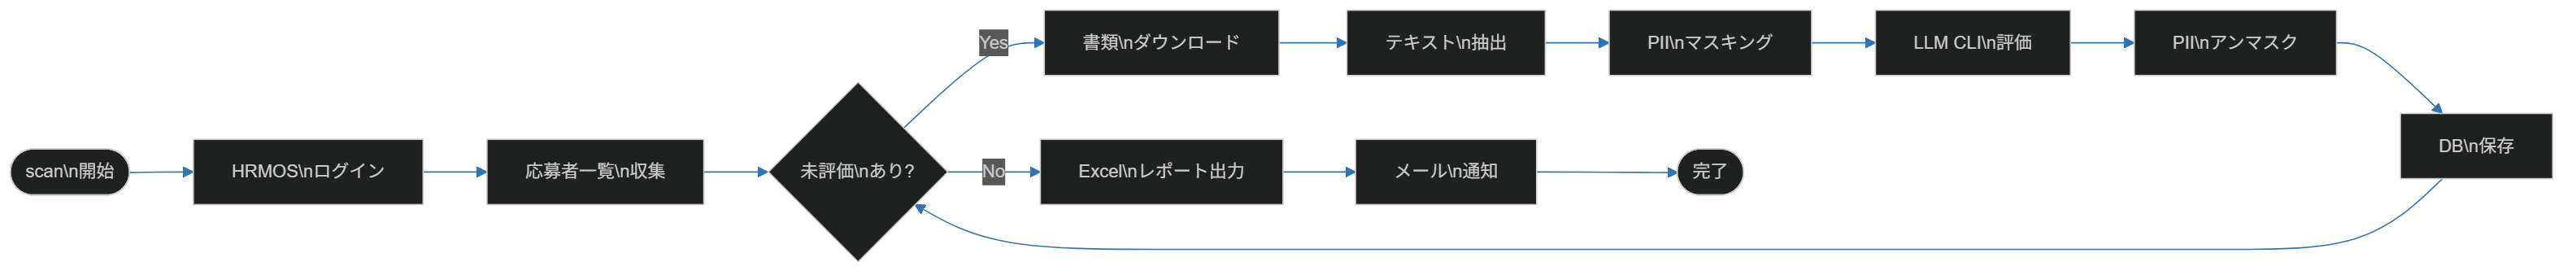 Yes
書類\nダウンロード
テキスト\n抽出
PII\nマスキング
LLM CLI\n評価
PII\nアンマスク
scan\n開始
HRMOS\nログイン
応募者一覧\n収集
未評価\nあり?
No
Excel\nレポート出力
メール\n通知
完了
DB\n保存